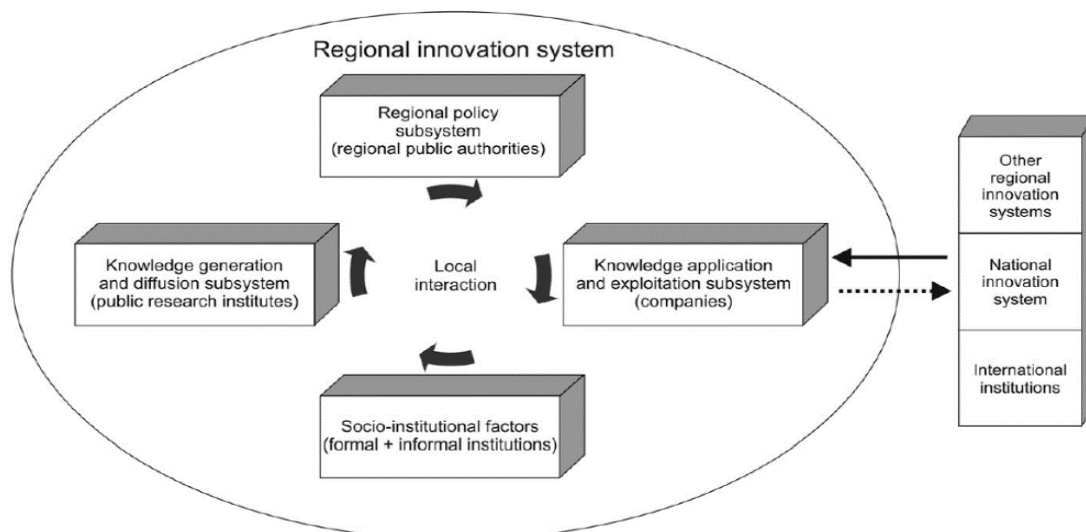 Regional innovation system
Regional policy
subsystem
(regional public authorities)
Knowledge generation
and diffusion subsystem
(public research institutes)
Local
interaction
Knowledge application
and exploitation subsystem
(companies)
Socio-institutional factors
(formal + informal institutions)
Other
regional
innovation
systems
National
innovation
system
International
institutions